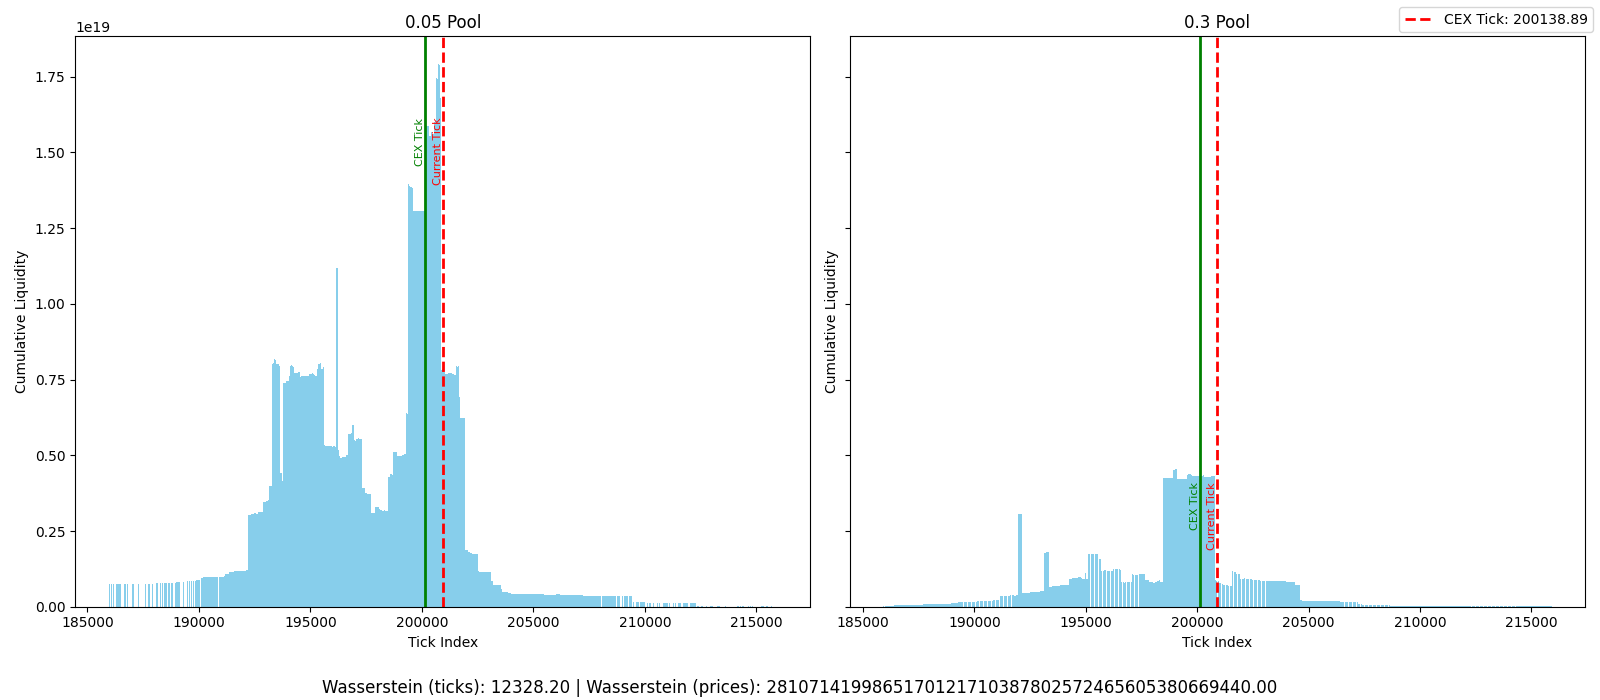 0.05 Pool
0.3 Pool
CEX Tick: 200138.89
1e19
1.75
1.50
1.25
1.00
0.75
0.50
0.25
0.00
Cumulative Liquidity
CEX Tick
Current Tick
185000 190000 195000 200000 205000 210000 215000
Tick Index
Cumulative Liquidity
CEX Tick
Current Tick
185000 190000 195000 200000 205000 210000 215000
Tick Index
Wasserstein (ticks): 12328.20 | Wasserstein (prices): 281071419986517012171038780257246560538066944​0.00